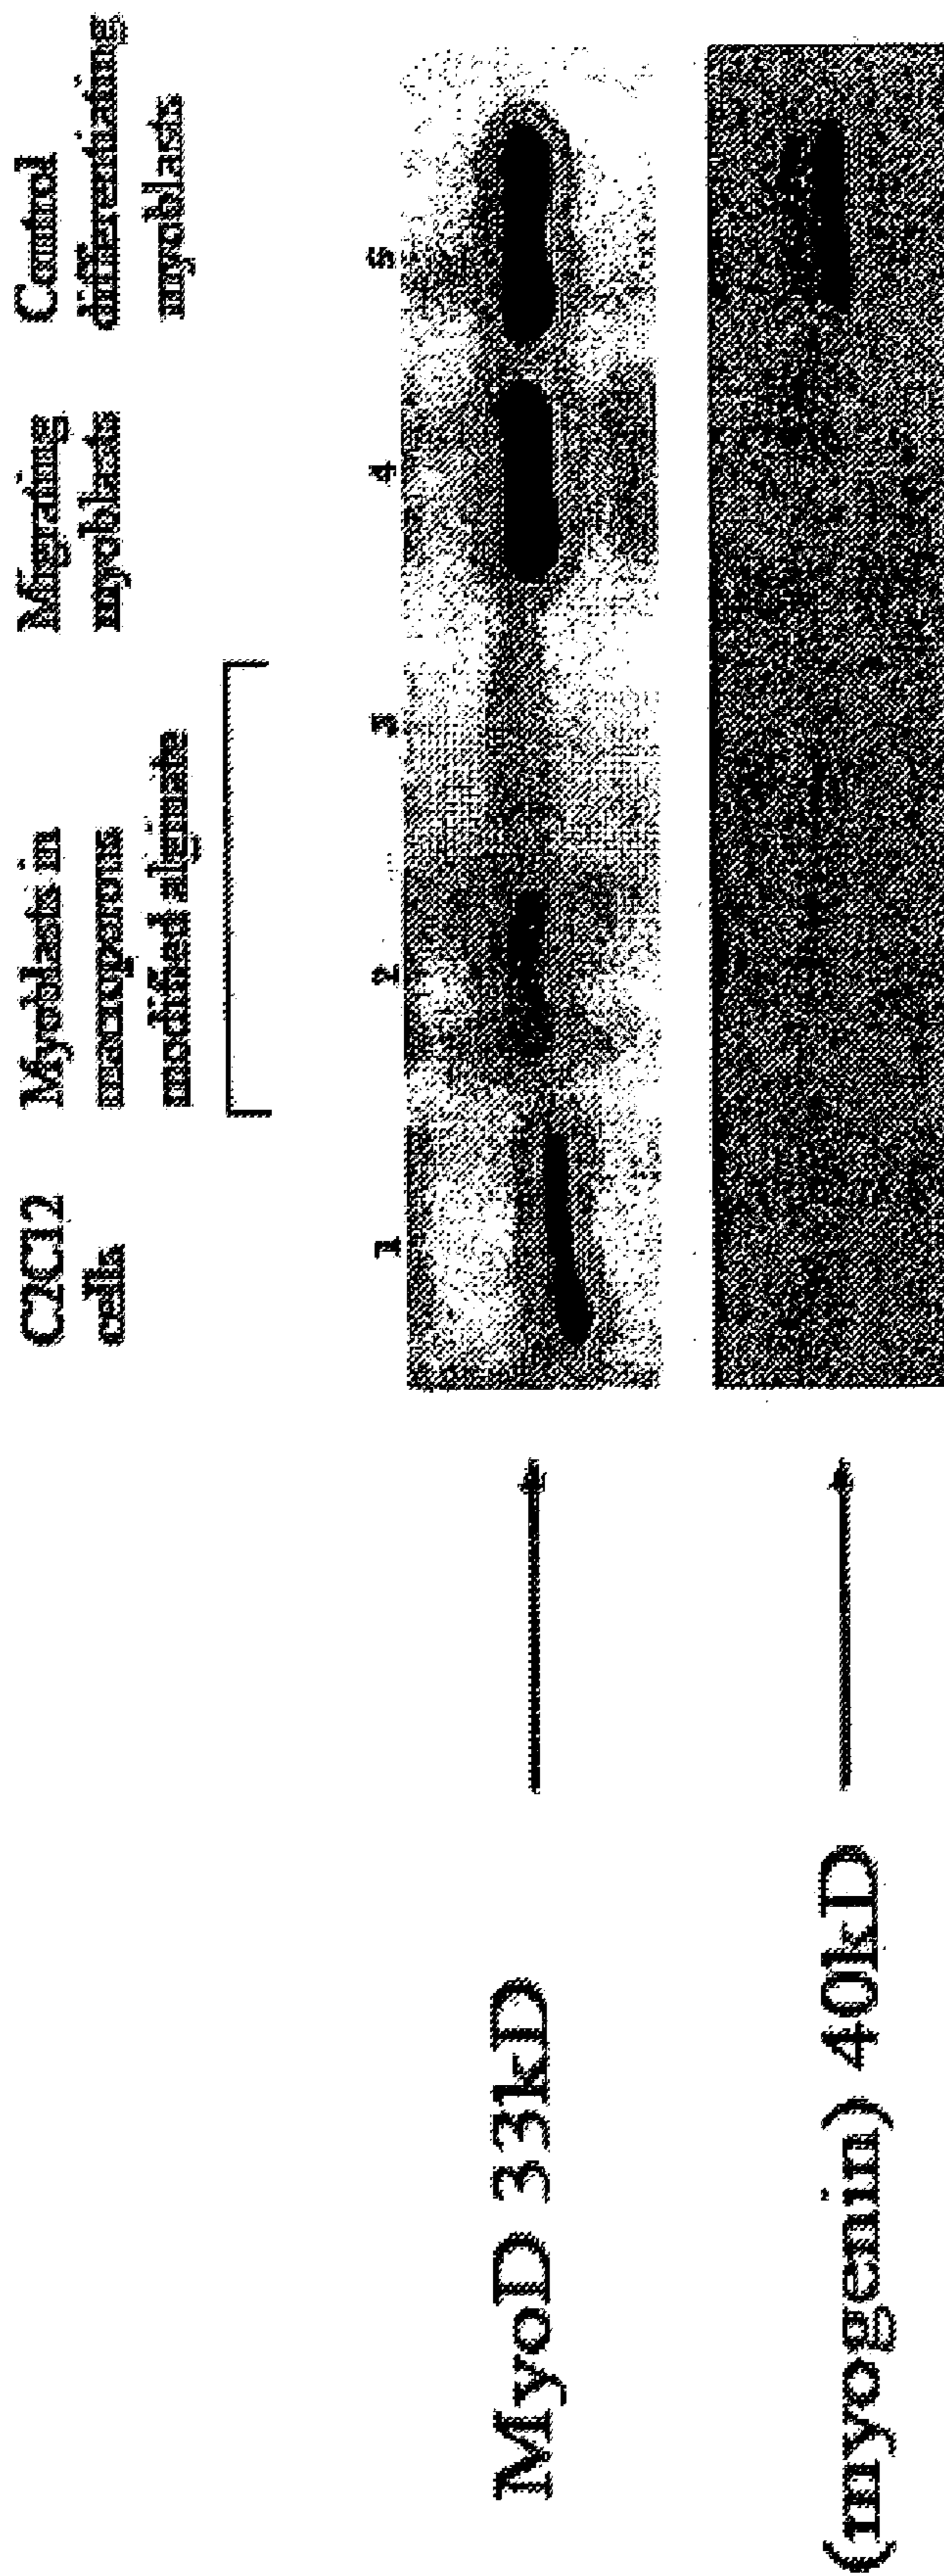 C2C12
cells
Myoblasts in
macroporous
modified alginate
Migrating
myoblasts
Control
differentiating
myoblasts
1 2 3 4 5
MyoD 33kD
(myogenin) 40kD